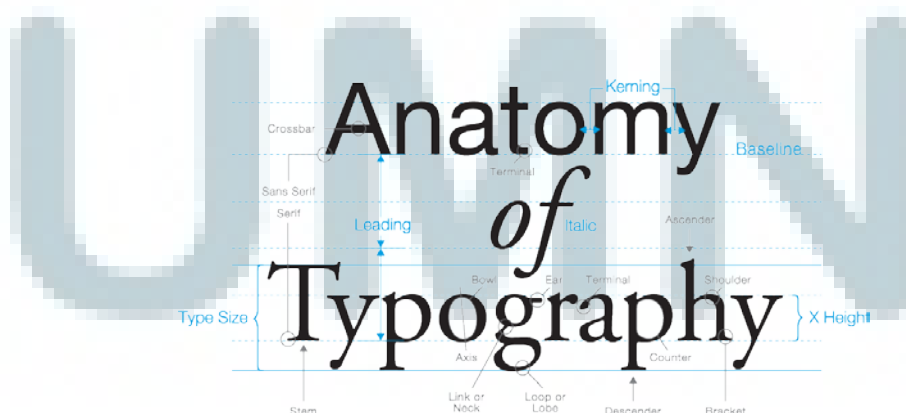 UMN
Kerning
Anatomy
Crossbar
Baseline
Terminal
Sans Serif
Serif
of
Leading
Italic
Ascender
Bowl
Ear
Terminal
Shoulder
Typography
Type Size
X Height
Axis
Counter
Link or
Neck
Loop or
Lobe
Stem
Descender
Bracket